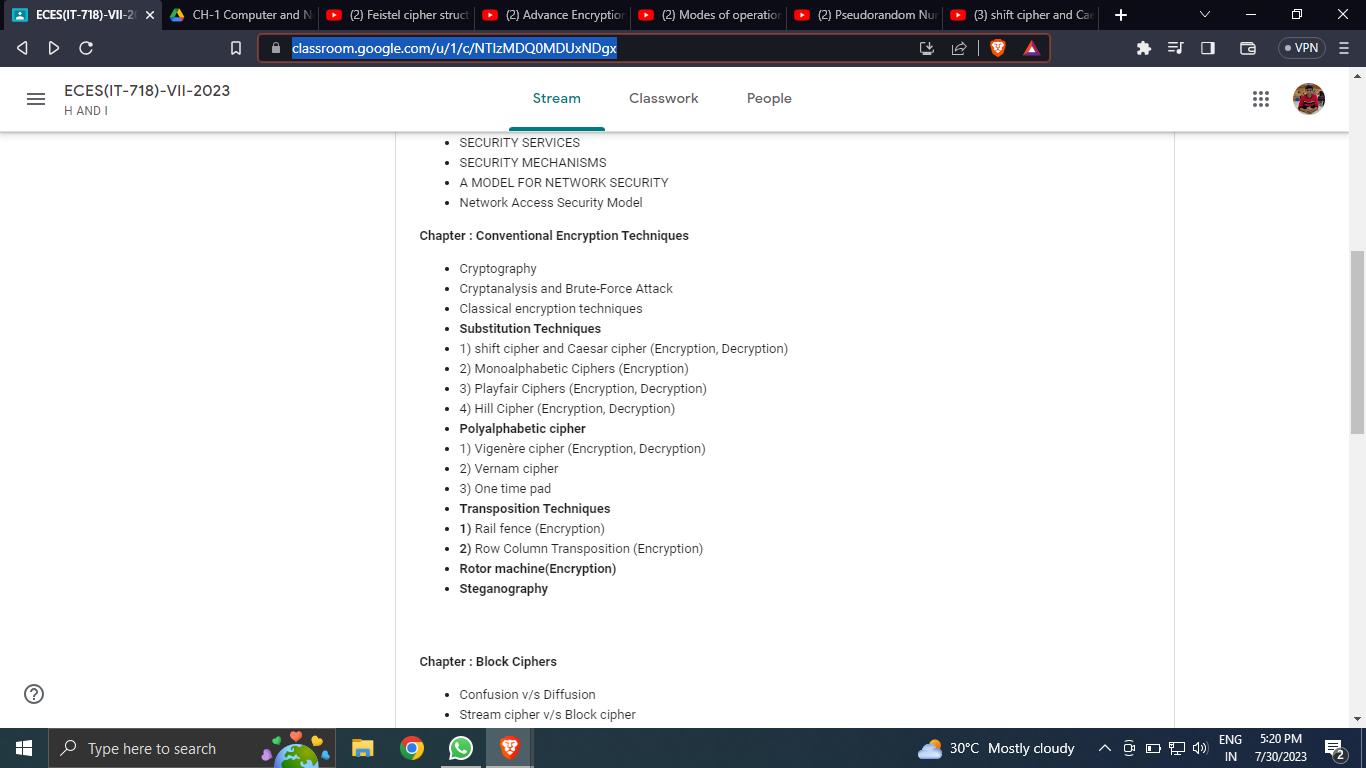 ECES(IT-718)-VII-20
CH-1 Computer and N
(2) Feistel cipher struct
(2) Advance Encryption
(2) Modes of operation
(2) Pseudorandom Nu
(3) shift cipher and Cae
classroom.google.com/u/1/c/NTIzMDQ0MDUxNDgx
VPN
ECES(IT-718)-VII-2023
H AND I
Stream
Classwork
People
• SECURITY SERVICES
• SECURITY MECHANISMS
• A MODEL FOR NETWORK SECURITY
• Network Access Security Model
Chapter : Conventional Encryption Techniques
• Cryptography
• Cryptanalysis and Brute-Force Attack
• Classical encryption techniques
• Substitution Techniques
• 1) shift cipher and Caesar cipher (Encryption, Decryption)
• 2) Monoalphabetic Ciphers (Encryption)
• 3) Playfair Ciphers (Encryption, Decryption)
• 4) Hill Cipher (Encryption, Decryption)
• Polyalphabetic cipher
• 1) Vigenère cipher (Encryption, Decryption)
• 2) Vernam cipher
• 3) One time pad
• Transposition Techniques
• 1) Rail fence (Encryption)
• 2) Row Column Transposition (Encryption)
• Rotor machine(Encryption)
• Steganography
Chapter : Block Ciphers
• Confusion v/s Diffusion
• Stream cipher v/s Block cipher
Type here to search
30°C Mostly cloudy
ENG
IN
5:20 PM
7/30/2023
2